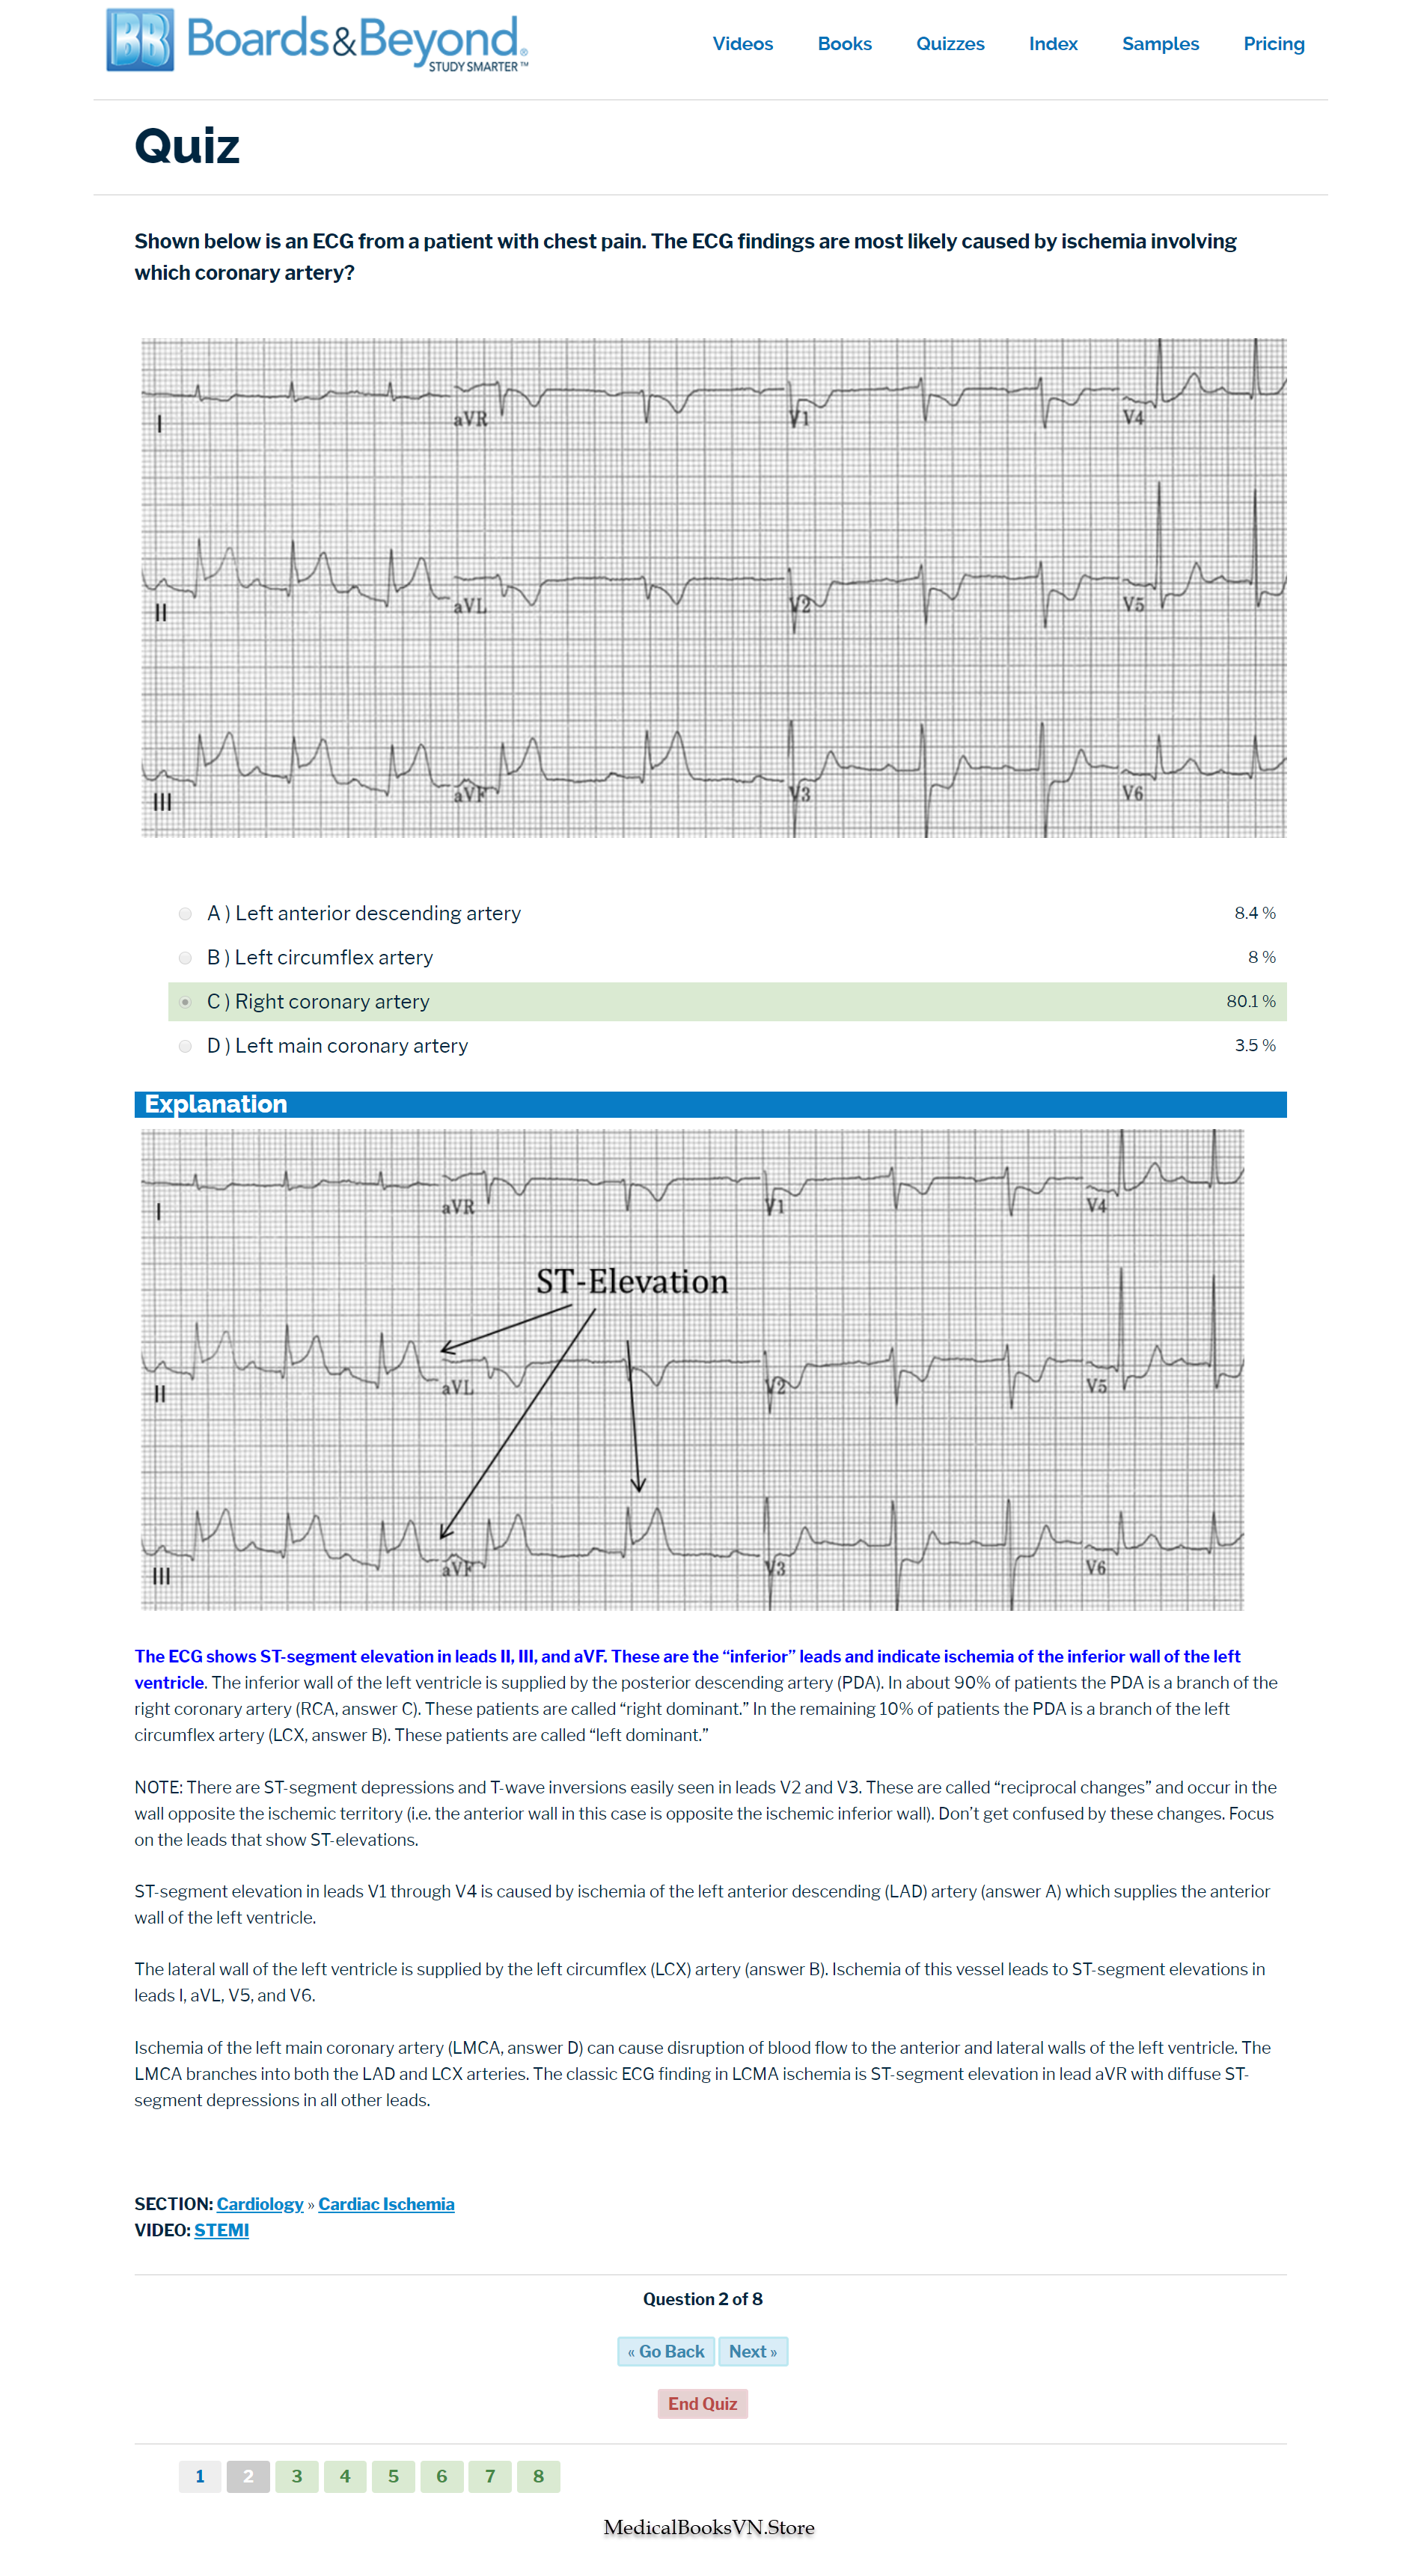 BB Boards&Beyond®
STUDY SMARTER™
Videos Books Quizzes Index Samples Pricing
Quiz
Shown below is an ECG from a patient with chest pain. The ECG findings are most likely caused by ischemia involving
which coronary artery?
I aVR V1 V4
II aVL V2 V5
III aVF V3 V6
A ) Left anterior descending artery 8.4 %
B ) Left circumflex artery 8 %
C ) Right coronary artery 80.1 %
D ) Left main coronary artery 3.5 %
Explanation
I aVR V1 V4
ST-Elevation
II aVL V2 V5
III aVF V3 V6
The ECG shows ST-segment elevation in leads II, III, and aVF. These are the “inferior” leads and indicate ischemia of the inferior wall of the left
ventricle. The inferior wall of the left ventricle is supplied by the posterior descending artery (PDA). In about 90% of patients the PDA is a branch of the
right coronary artery (RCA, answer C). These patients are called “right dominant.” In the remaining 10% of patients the PDA is a branch of the left
circumflex artery (LCX, answer B). These patients are called “left dominant.”
NOTE: There are ST-segment depressions and T-wave inversions easily seen in leads V2 and V3. These are called “reciprocal changes” and occur in the
wall opposite the ischemic territory (i.e. the anterior wall in this case is opposite the ischemic inferior wall). Don’t get confused by these changes. Focus
on the leads that show ST-elevations.
ST-segment elevation in leads V1 through V4 is caused by ischemia of the left anterior descending (LAD) artery (answer A) which supplies the anterior
wall of the left ventricle.
The lateral wall of the left ventricle is supplied by the left circumflex (LCX) artery (answer B). Ischemia of this vessel leads to ST-segment elevations in
leads I, aVL, V5, and V6.
Ischemia of the left main coronary artery (LMCA, answer D) can cause disruption of blood flow to the anterior and lateral walls of the left ventricle. The
LMCA branches into both the LAD and LCX arteries. The classic ECG finding in LCMA ischemia is ST-segment elevation in lead aVR with diffuse ST-
segment depressions in all other leads.
SECTION: Cardiology » Cardiac Ischemia
VIDEO: STEMI
Question 2 of 8
« Go Back Next »
End Quiz
1 2 3 4 5 6 7 8
MedicalBooksVN.Store